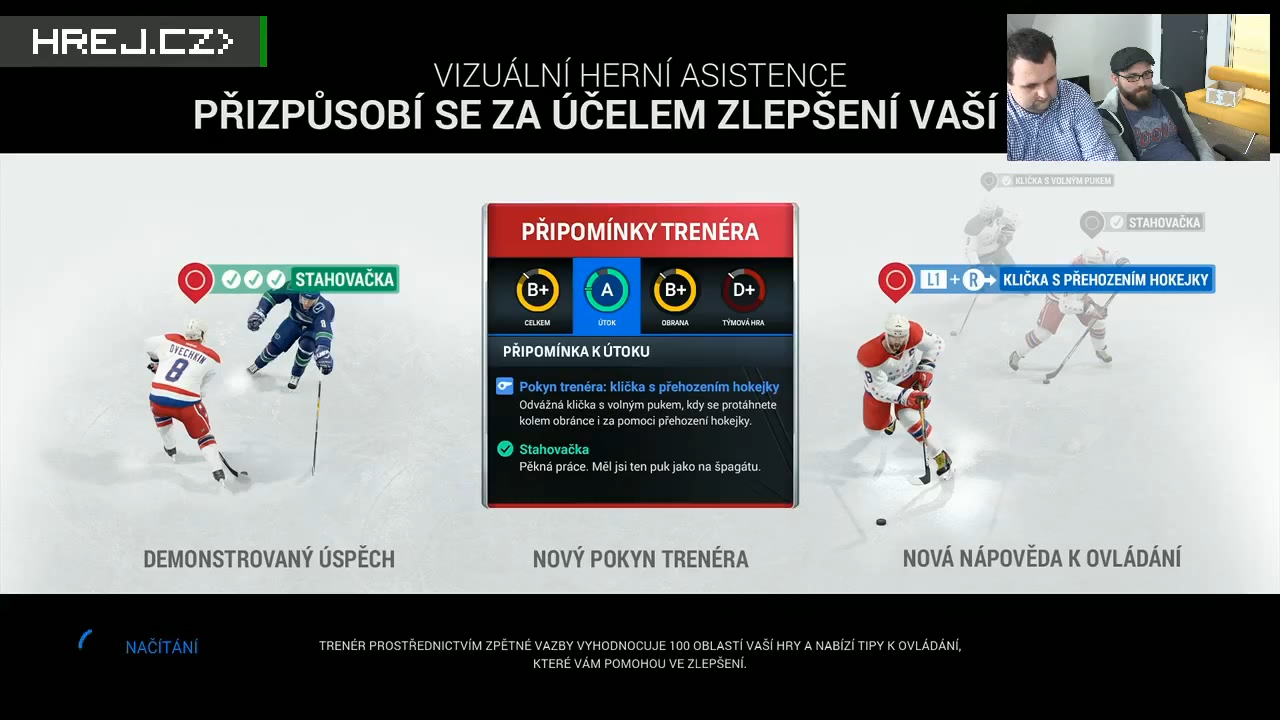 HREJ.CZ>
VIZUÁLNÍ HERNÍ ASISTENCE
PŘIZPŮSOBÍ SE ZA ÚČELEM ZLEPŠENÍ VAŠÍ
KLIČKA S VOLNÝM PUKEM
STAHOVAČKA
PŘIPOMÍNKY TRENÉRA
STAHOVAČKA
L1 + R KLIČKA S PŘEHOZENÍM HOKEJKY
B+ A B+ D+
CELKEM ÚTOK OBRANA TÝMOVÁ HRA
OVECHKIN
8
8
PŘIPOMÍNKA K ÚTOKU
Pokyn trenéra: klička s přehozením hokejky
Odvážná klička s volným pukem, kdy se protáhnete
kolem obránce i za pomoci přehození hokejky.
Stahovačka
Pěkná práce. Měl jsi ten puk jako na špagátu.
DEMONSTROVANÝ ÚSPĚCH
NOVÝ POKYN TRENÉRA
NOVÁ NÁPOVĚDA K OVLÁDÁNÍ
NAČÍTÁNÍ
TRENÉR PROSTŘEDNICTVÍM ZPĚTNÉ VAZBY VYHODNOCUJE 100 OBLASTÍ VAŠÍ HRY A NABÍZÍ TIPY K OVLÁDÁNÍ,
KTERÉ VÁM POMOHOU VE ZLEPŠENÍ.